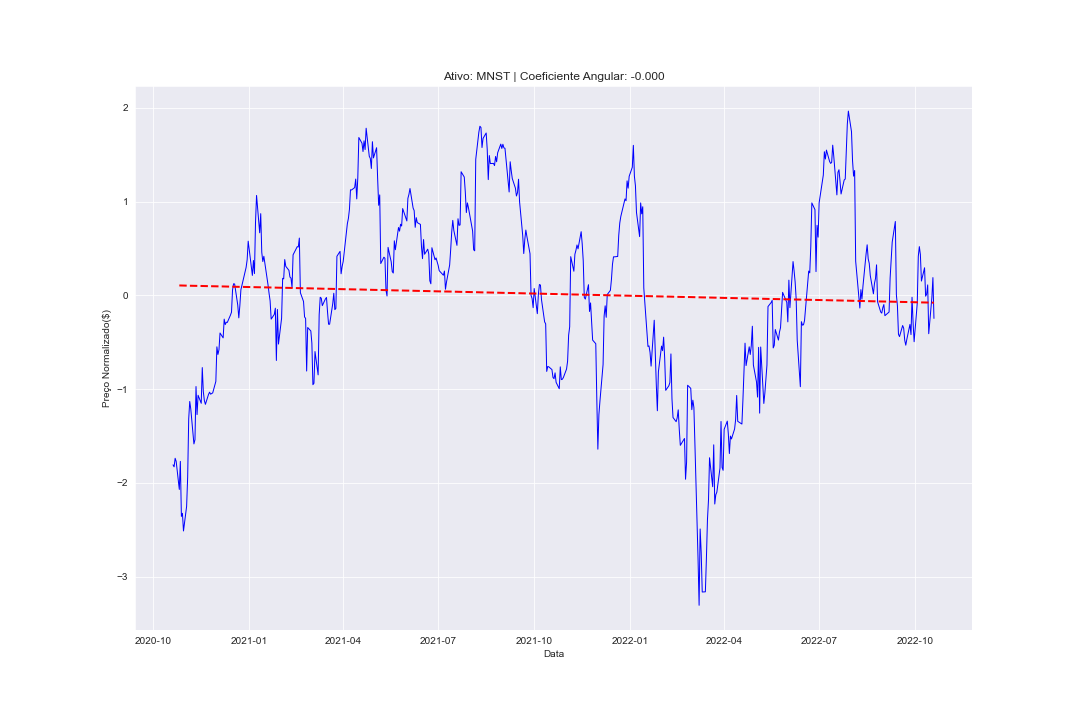 Ativo: MNST | Coeficiente Angular: -0.000
Preço Normalizado($)
2
1
0
−1
−2
−3
2020-10 2021-01 2021-04 2021-07 2021-10 2022-01 2022-04 2022-07 2022-10
Data